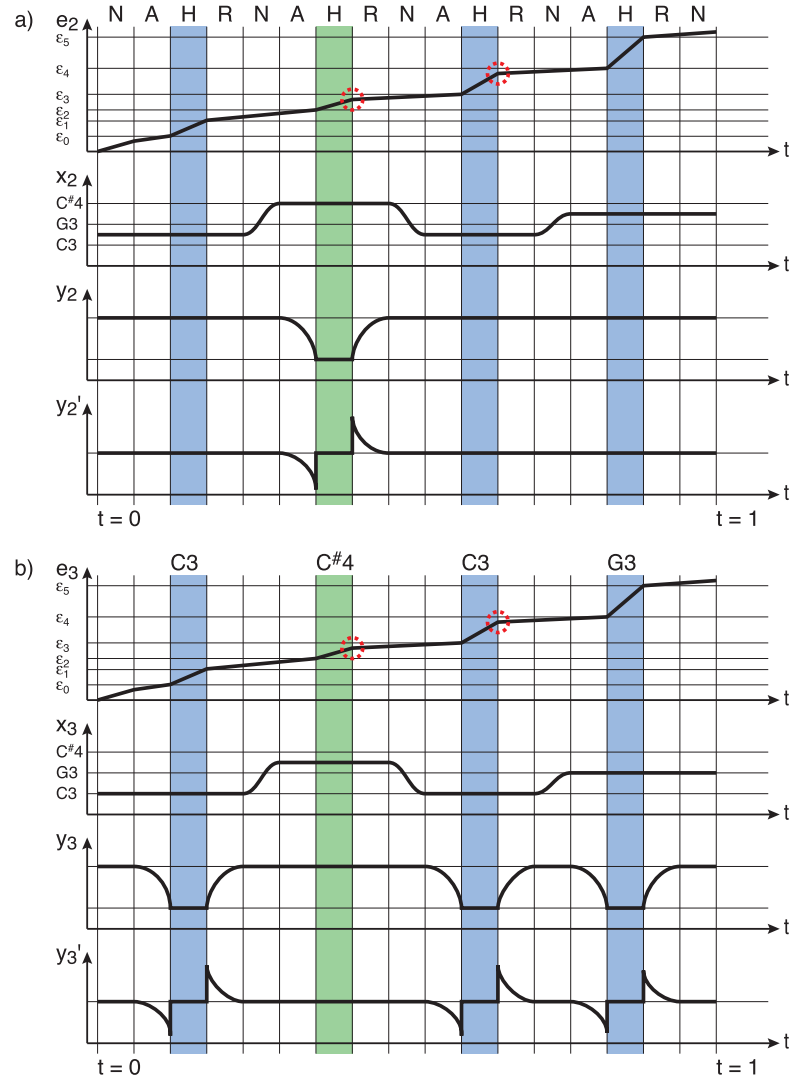 a) e2 N A H R N A H R N A H R N
ε5
ε4
ε3
ε2
ε1
ε0
t
x2
C#4
G3
C3
t
y2
t
y2'
t
t = 0 t = 1
b) e3 C3 C#4 C3 G3
ε5
ε4
ε3
ε2
ε1
ε0
t
x3
C#4
G3
C3
t
y3
t
y3'
t
t = 0 t = 1